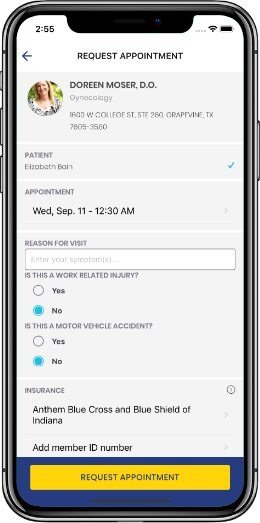 2:55
REQUEST APPOINTMENT
DOREEN MOSER, D.O.
Gynecology
1600 W COLLEGE ST, STE 260, GRAPEVINE, TX
7605-3580
PATIENT
Elizabeth Bain
APPOINTMENT
Wed, Sep. 11 - 12:30 AM
REASON FOR VISIT
Enter your symptom(s)...
IS THIS A WORK RELATED INJURY?
Yes
No
IS THIS A MOTOR VEHICLE ACCIDENT?
Yes
No
INSURANCE
Anthem Blue Cross and Blue Shield of
Indiana
Add member ID number
REQUEST APPOINTMENT